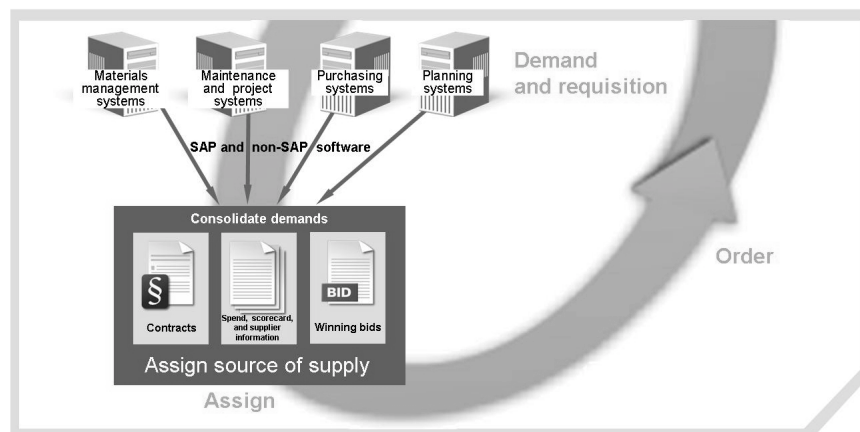 Materials
management
systems
Maintenance
and project
systems
Purchasing
systems
Planning
systems
Demand
and requisition
SAP and non-SAP software
Consolidate demands
§
Contracts
Spend, scorecard,
and supplier
information
BID
Winning bids
Assign source of supply
Assign
Order